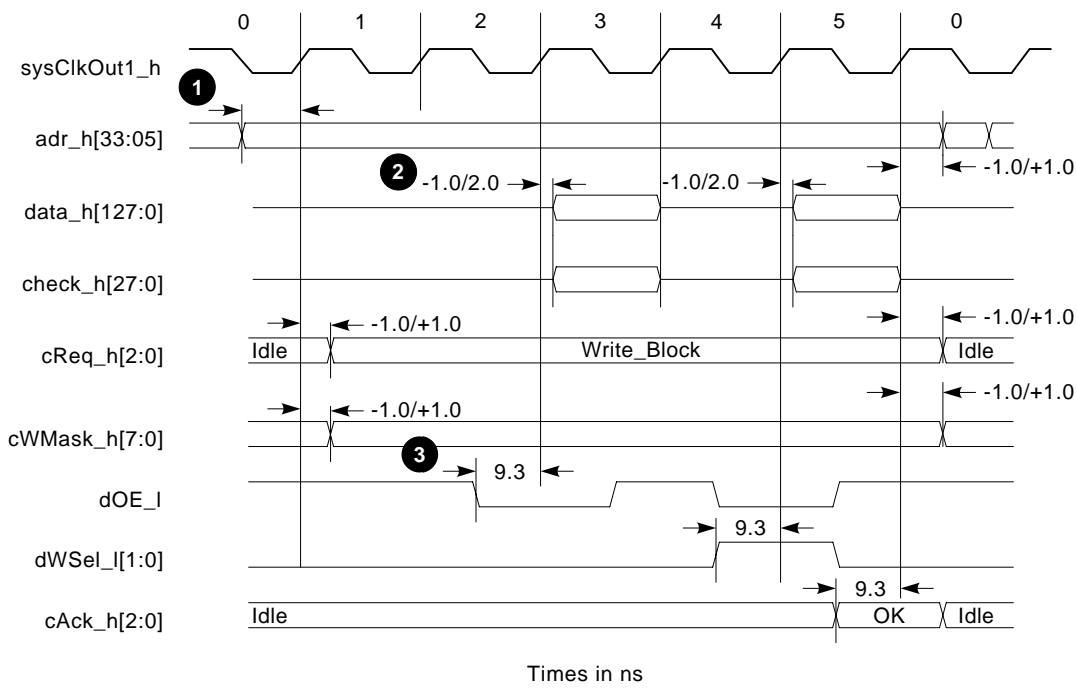 0 1 2 3 4 5 0
sysClkOut1_h
1
adr_h[33:05]
-1.0/+1.0
2
-1.0/2.0 -1.0/2.0
data_h[127:0]
check_h[27:0]
-1.0/+1.0 -1.0/+1.0
cReq_h[2:0] Idle Write_Block Idle
-1.0/+1.0 -1.0/+1.0
cWMask_h[7:0]
3
9.3
dOE_l
9.3
dWSel_l[1:0]
9.3
cAck_h[2:0] Idle OK Idle
Times in ns